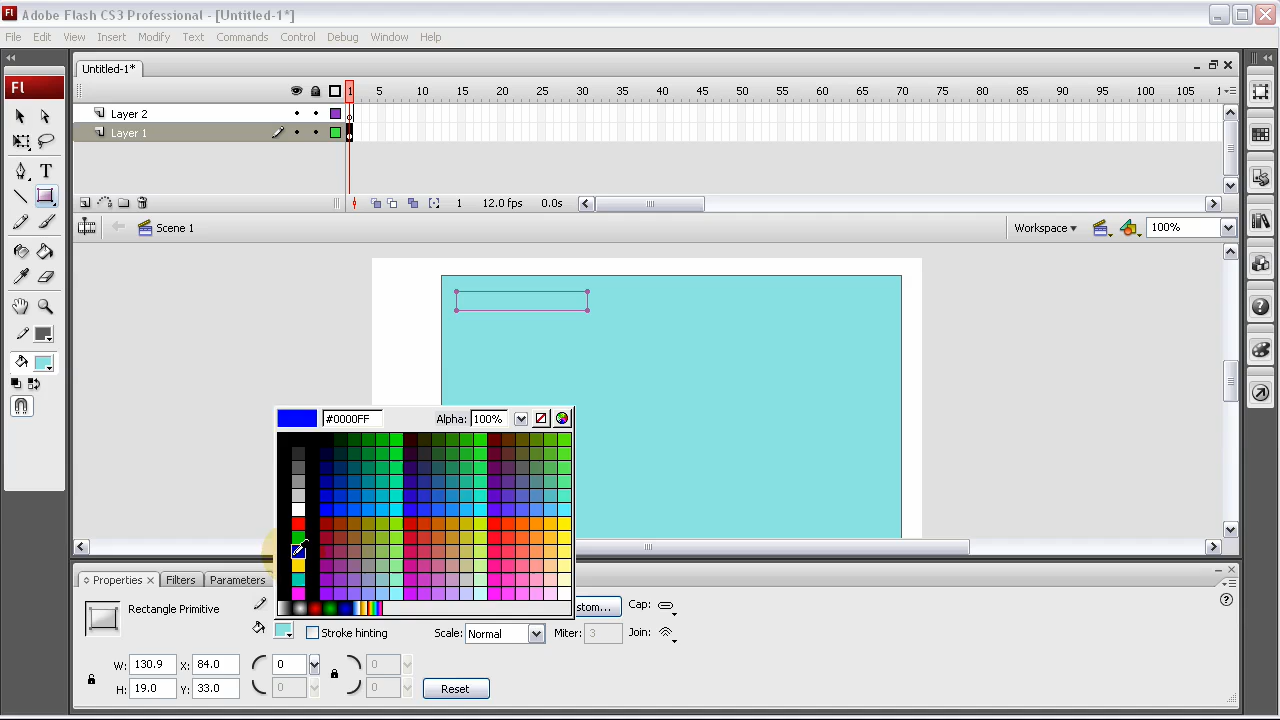 Fl Adobe Flash CS3 Professional - [Untitled-1*]
File Edit View Insert Modify Text Commands Control Debug Window Help
Untitled-1*
Fl
1 5 10 15 20 25 30 35 40 45 50 55 60 65 70 75 80 85 90 95 100 105
Layer 2
Layer 1
T
1 12.0 fps
Scene 1
Workspace 100%
#0000FF Alpha: 100%
Properties Filters Parameters
Rectangle Primitive
stom... Cap:
Stroke hinting Scale: Normal Miter: 3 Join:
W: 130.9 X: 84.0 0 0
H: 19.0 Y: 33.0 0 0 Reset